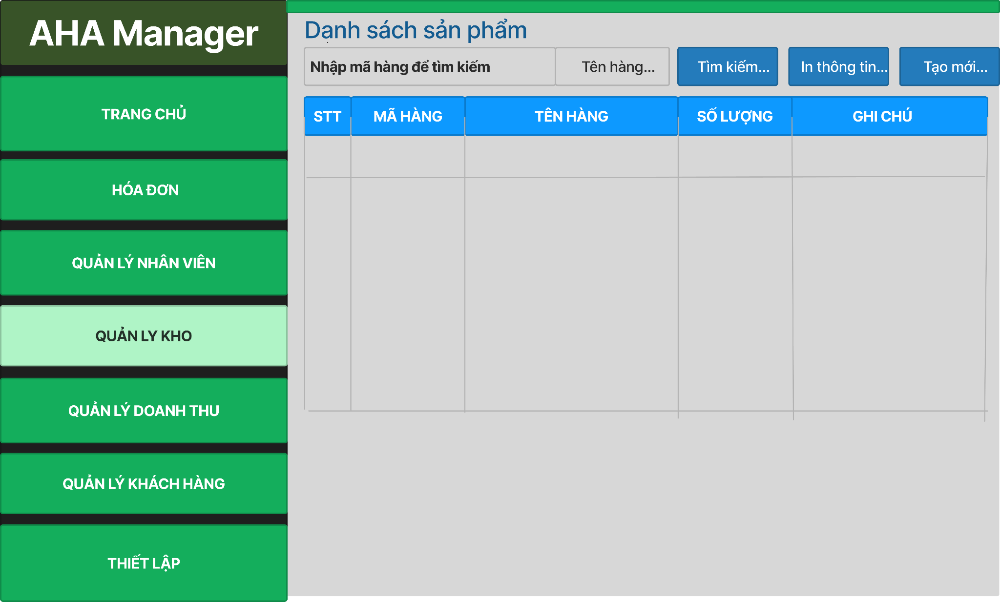 AHA Manager
TRANG CHỦ
HÓA ĐƠN
QUẢN LÝ NHÂN VIÊN
QUẢN LY KHO
QUẢN LÝ DOANH THU
QUẢN LÝ KHÁCH HÀNG
THIẾT LẬP
Danh sách sản phẩm
Nhập mã hàng để tìm kiếm Tên hàng... Tìm kiếm... In thông tin... Tạo mới...
STT MÃ HÀNG TÊN HÀNG SỐ LƯỢNG GHI CHÚ